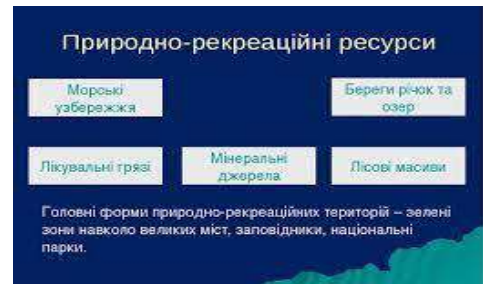 Природно-рекреаційні ресурси
Морські
узбережжя
Береги річок та
озер
Лікувальні грязі
Мінеральні
джерела
Лісові масиви
Головні форми природно-рекреаційних територій – зелені
зони навколо великих міст, заповідники, національні
парки.